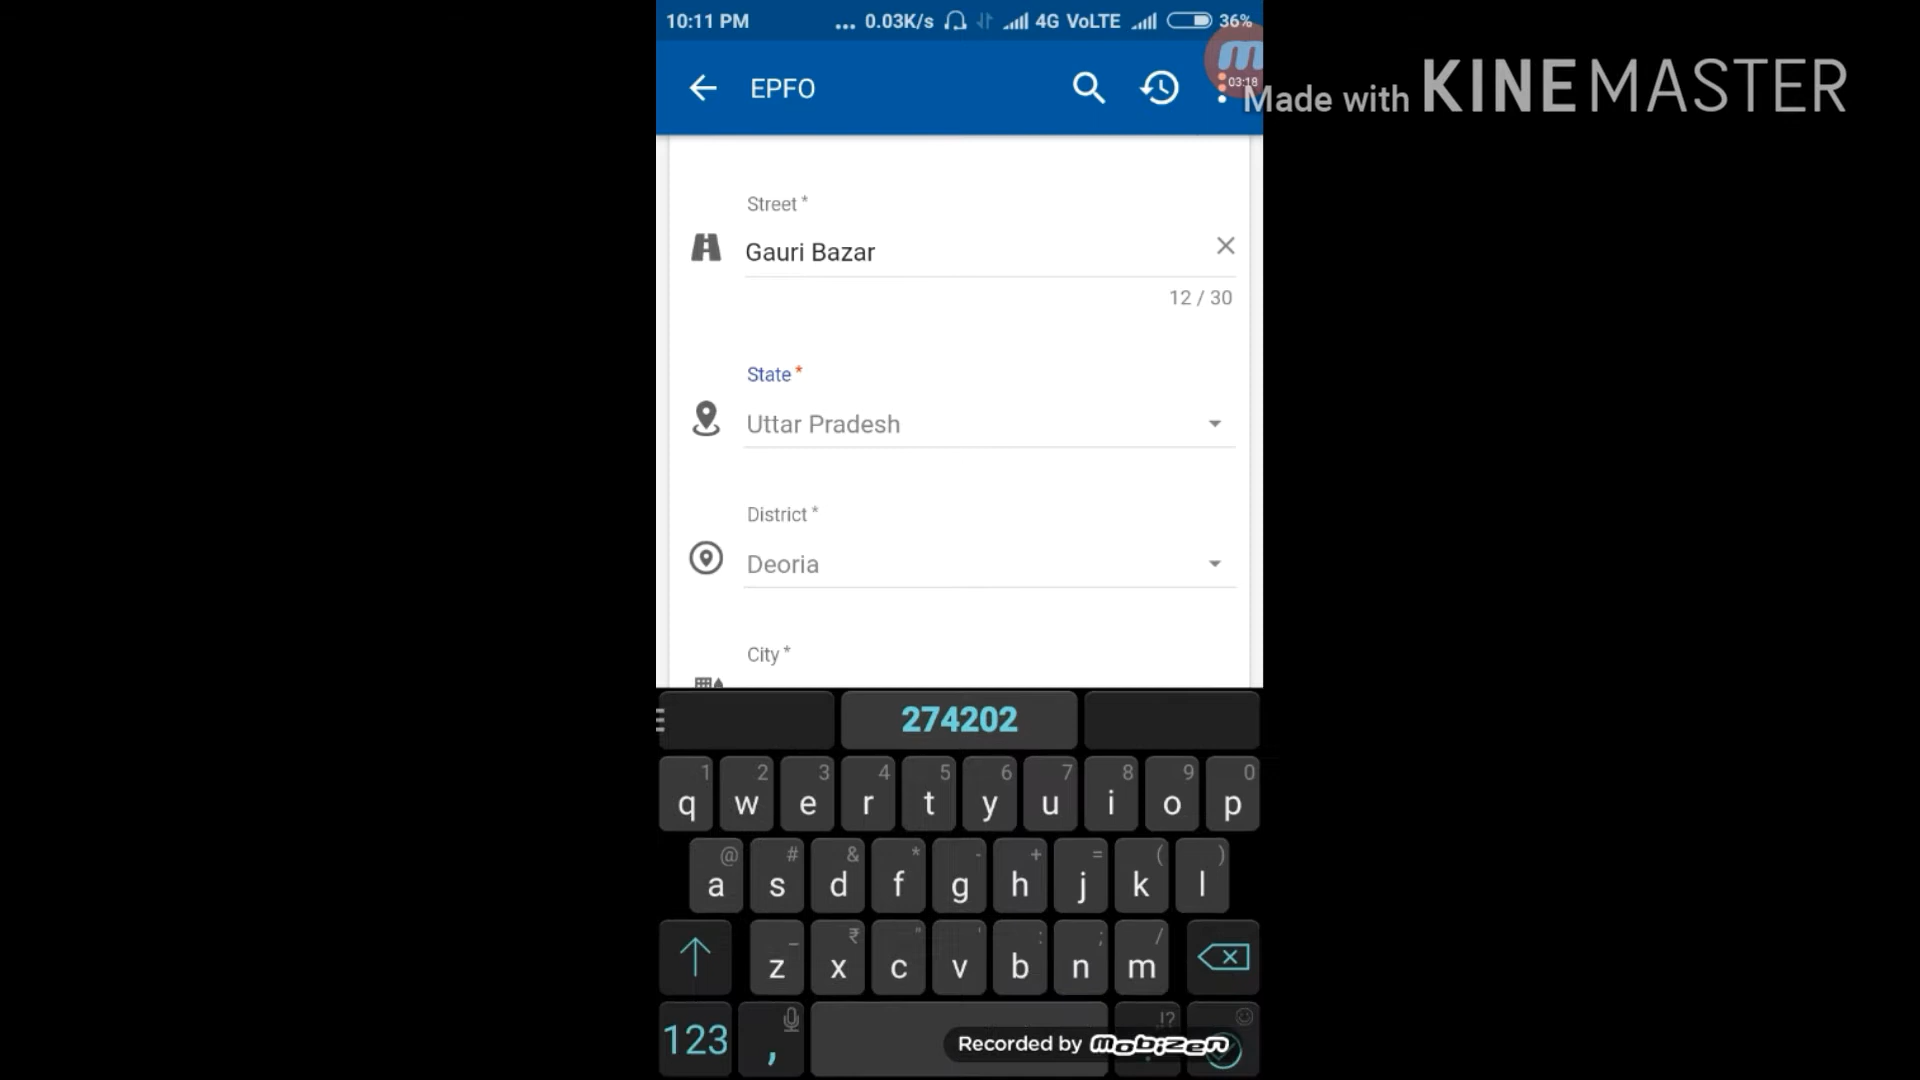 10:11 PM ... 0.03K/s 4G VoLTE 36%
EPFO
03:18
Made with KINEMASTER
Street *
Gauri Bazar
12 / 30
State *
Uttar Pradesh
District *
Deoria
City *
274202
1 2 3 4 5 6 7 8 9 0
q w e r t y u i o p
@ # & * - + = ( )
a s d f g h j k l
_ ₹ " ' : ; /
z x c v b n m
!?
123 ,
Recorded by mobizen